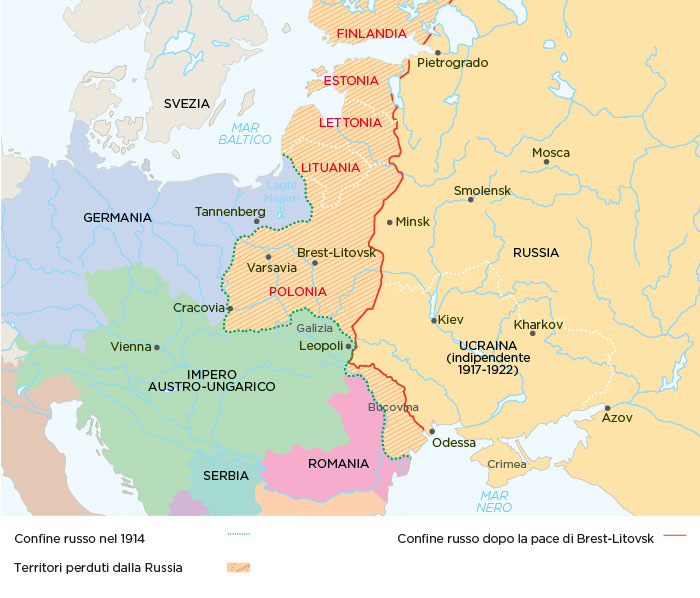 FINLANDIA
Pietrogrado
ESTONIA
SVEZIA
LETTONIA
MAR
BALTICO
Mosca
LITUANIA
Laghi
Masuri
Smolensk
Tannenberg
GERMANIA
Minsk
Brest-Litovsk
RUSSIA
Varsavia
POLONIA
Cracovia
Galizia
Kiev
Kharkov
Vienna
Leopoli
UCRAINA
(indipendente
1917-1922)
IMPERO
AUSTRO-UNGARICO
Bucovina
Azov
Odessa
ROMANIA
Crimea
SERBIA
MAR
NERO
Confine russo nel 1914
Confine russo dopo la pace di Brest-Litovsk
Territori perduti dalla Russia